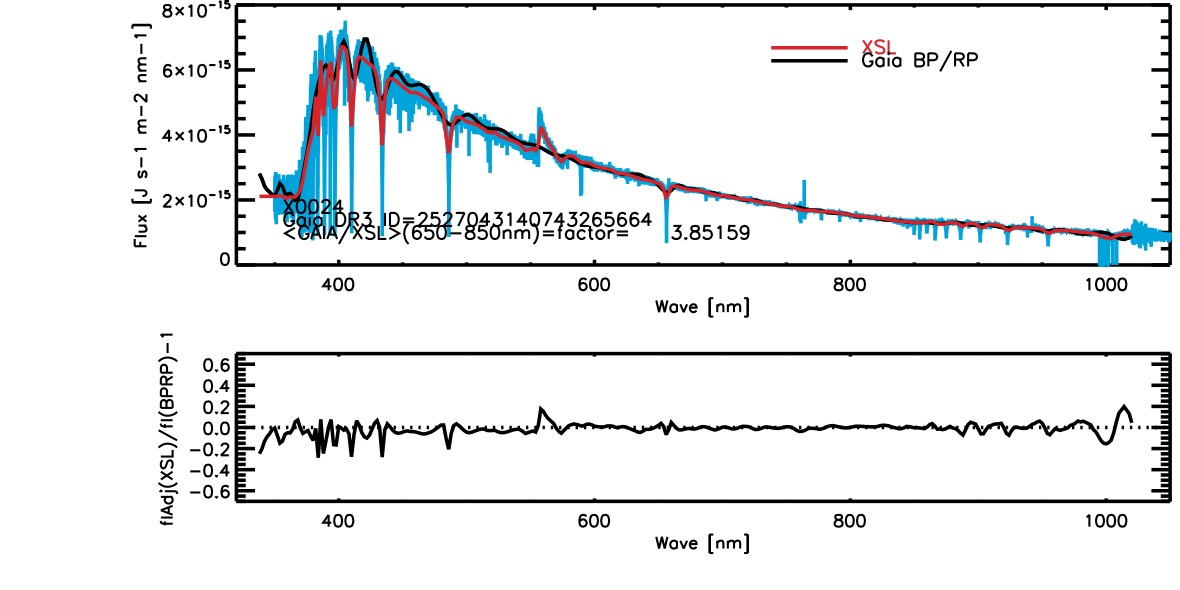 8×10-15
6×10-15
4×10-15
2×10-15
0
Flux [J s-1 m-2 nm-1]
XSL
Gaia BP/RP
X0024
Gaia DR3 ID=2527043140743265664
<GAIA/XSL>(650-850nm)=factor= 3.85159
400 600 800 1000
Wave [nm]
0.6
0.4
0.2
0.0
-0.2
-0.4
-0.6
flAdj(XSL)/fl(BPRP)-1
400 600 800 1000
Wave [nm]